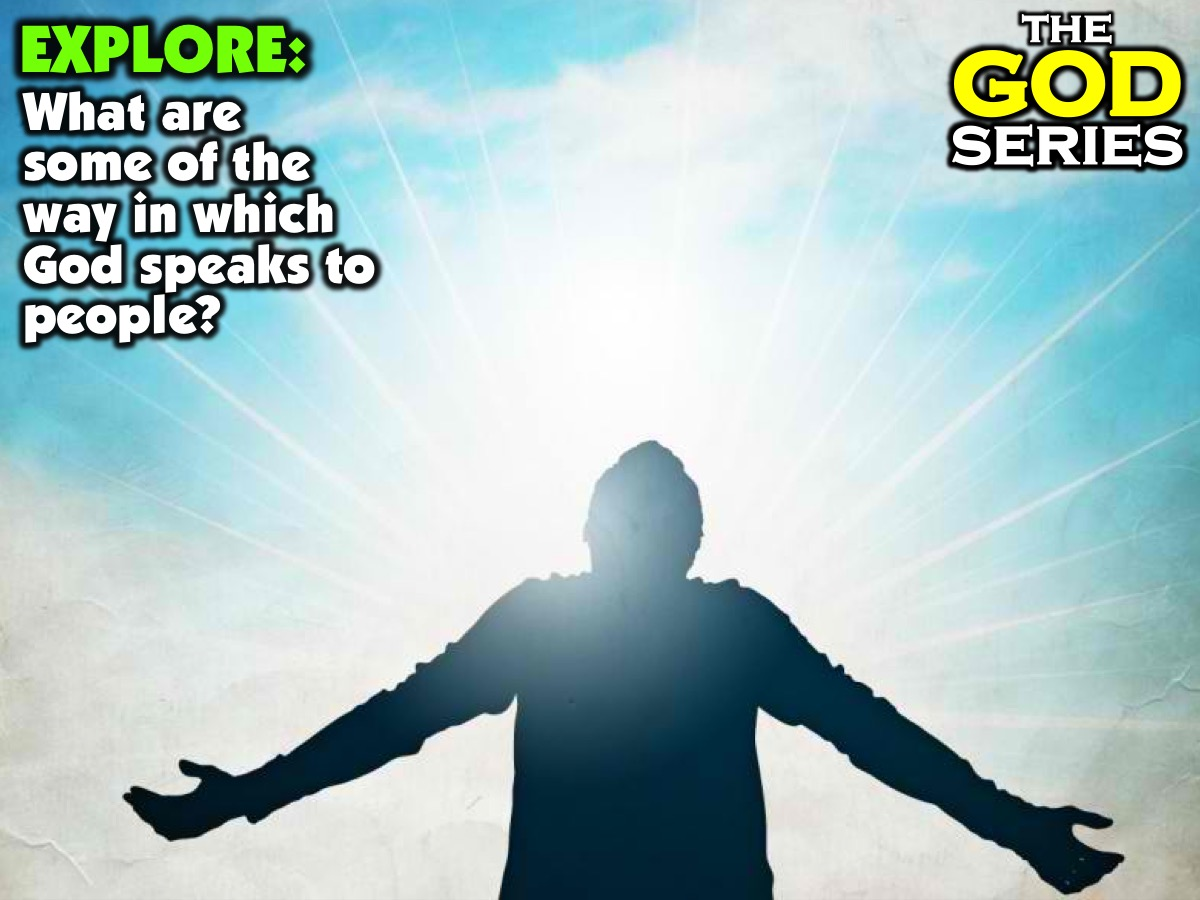 EXPLORE:
What are
some of the
way in which
God speaks to
people?
THE
GOD
SERIES